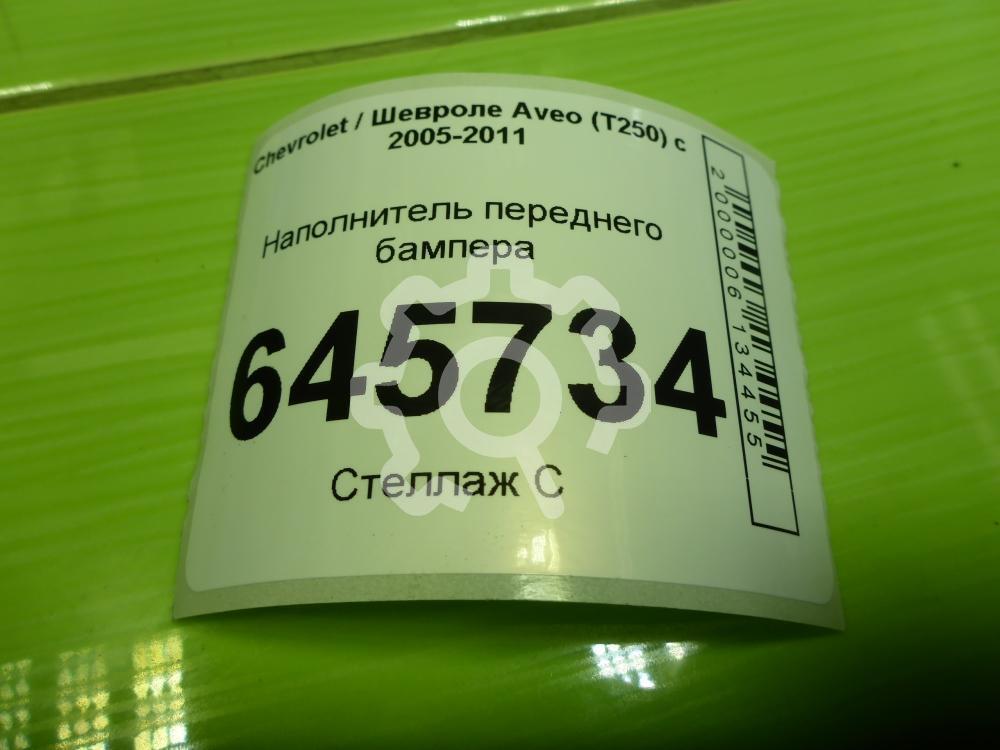 Chevrolet / Шевроле Aveo (T250) с
2005-2011
Наполнитель переднего
бампера
645734
Стеллаж С
2000006134455